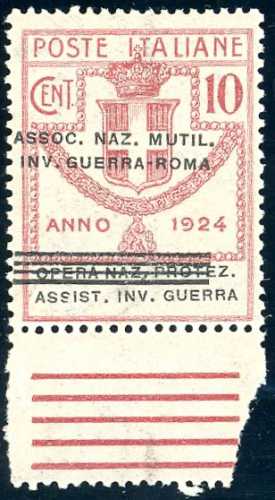 POSTE ITALIANE
CENT. 10
ASSOC. NAZ. MUTIL.
INV. GUERRA-ROMA
ANNO 1924
OPERA NAZ. PROTEZ.
ASSIST. INV. GUERRA